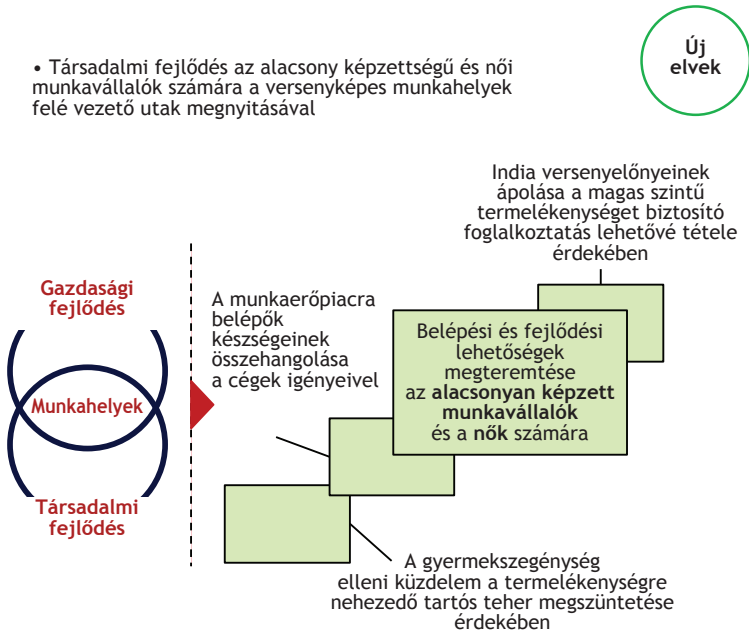 • Társadalmi fejlődés az alacsony képzettségű és női
munkavállalók számára a versenyképes munkahelyek
felé vezető utak megnyitásával
Új
elvek
India versenyelőnyeinek
ápolása a magas szintű
termelékenységet biztosító
foglalkoztatás lehetővé tétele
érdekében
Gazdasági
fejlődés
Munkahelyek
Társadalmi
fejlődés
A munkaerőpiacra
belépők
készségeinek
összehangolása
a cégek igényeivel
Belépési és fejlődési
lehetőségek
megteremtése
az alacsonyan képzett
munkavállalók
és a nők számára
A gyermekszegénység
elleni küzdelem a termelékenységre
nehezedő tartós teher megszüntetése
érdekében